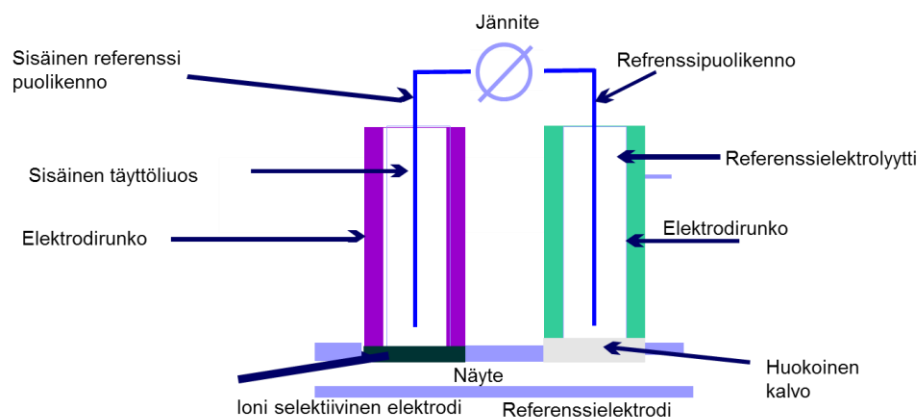 Jännite
Sisäinen referenssi
puolikenno
Refrenssipuolikenno
Sisäinen täyttöliuos
Referenssielektrolyytti
Elektrodirunko
Elektrodirunko
Näyte
Huokoinen
kalvo
Ioni selektiivinen elektrodi
Referenssielektrodi